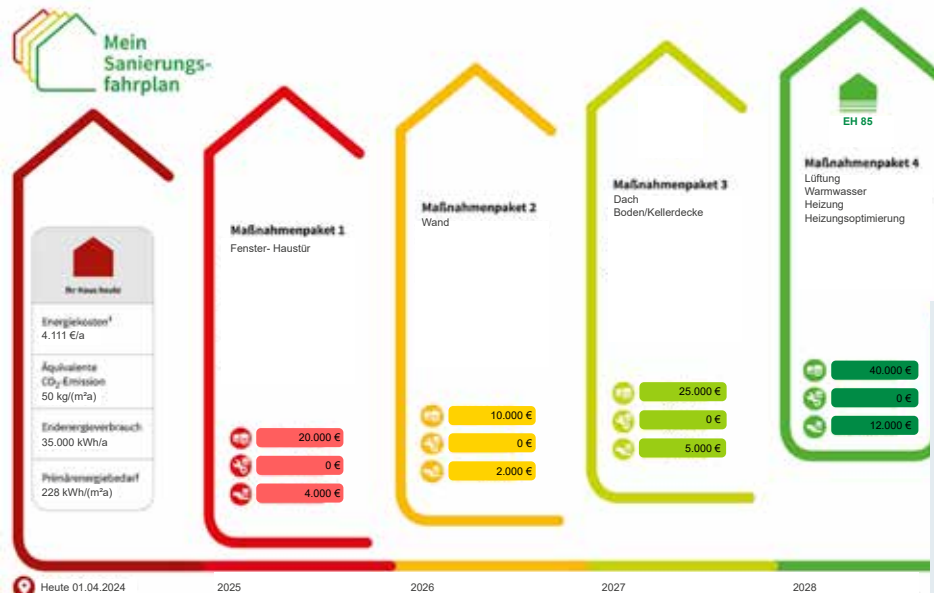 Mein
Sanierungs-
fahrplan
Ihr Haus heute
Energiekosten¹
4.111 €/a
Äquivalente
CO₂-Emission
50 kg/(m²a)
Endenergieverbrauch
35.000 kWh/a
Primärenergiebedarf
228 kWh/(m²a)
Maßnahmenpaket 1
Fenster- Haustür
20.000 €
0 €
4.000 €
Maßnahmenpaket 2
Wand
10.000 €
0 €
2.000 €
Maßnahmenpaket 3
Dach
Boden/Kellerdecke
25.000 €
0 €
5.000 €
EH 85
Maßnahmenpaket 4
Lüftung
Warmwasser
Heizung
Heizungsoptimierung
40.000 €
0 €
12.000 €
Heute 01.04.2024
2025
2026
2027
2028